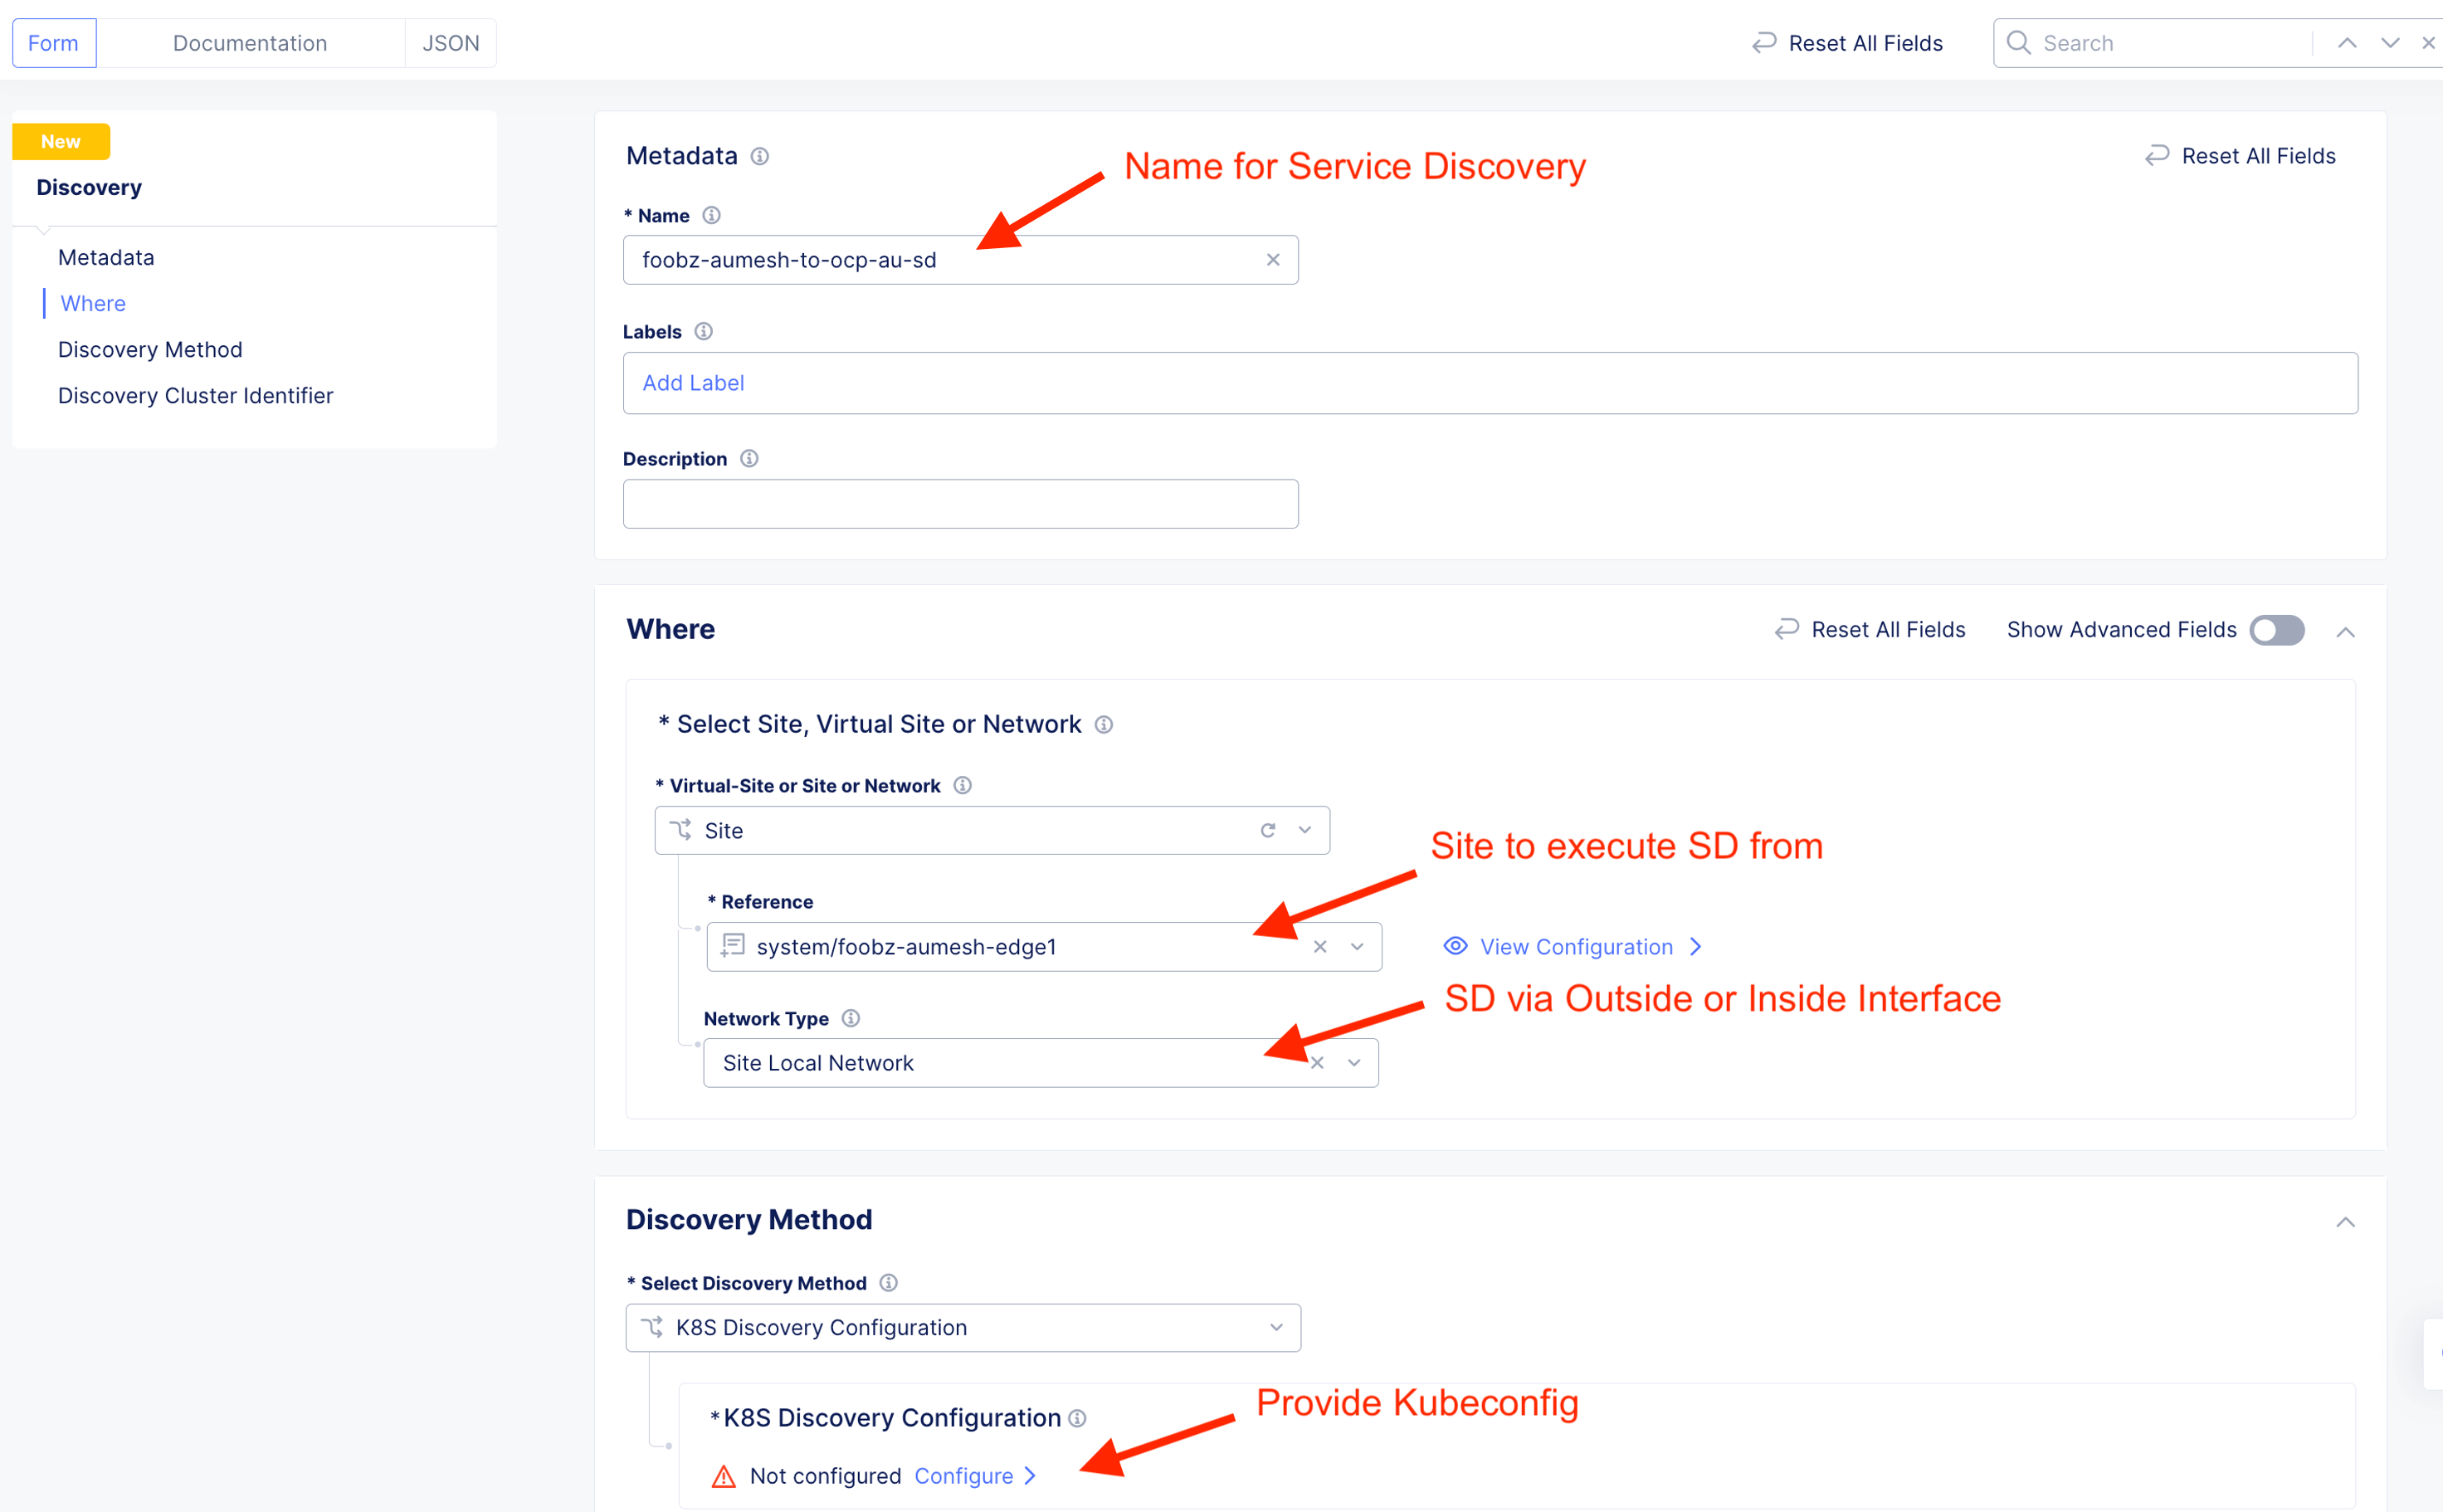 Form
Documentation
JSON
Reset All Fields
Search
New
Discovery
Metadata
Where
Discovery Method
Discovery Cluster Identifier
Metadata
Name for Service Discovery
Reset All Fields
* Name
foobz-aumesh-to-ocp-au-sd
Labels
Add Label
Description
Where
Reset All Fields
Show Advanced Fields
* Select Site, Virtual Site or Network
* Virtual-Site or Site or Network
Site
Site to execute SD from
* Reference
system/foobz-aumesh-edge1
View Configuration
SD via Outside or Inside Interface
Network Type
Site Local Network
Discovery Method
* Select Discovery Method
K8S Discovery Configuration
Provide Kubeconfig
* K8S Discovery Configuration
Not configured Configure